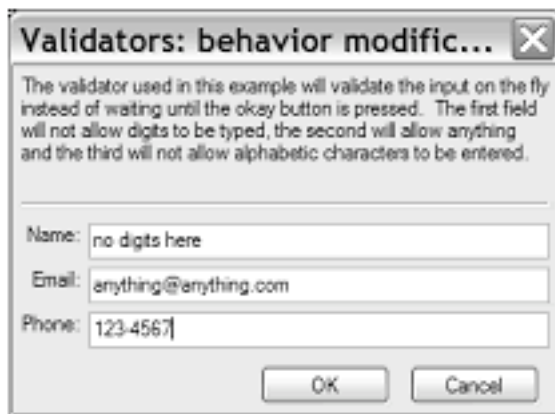 Validators: behavior modific...
The validator used in this example will validate the input on the fly
instead of waiting until the okay button is pressed. The first field
will not allow digits to be typed, the second will allow anything
and the third will not allow alphabetic characters to be entered.
Name: no digits here
Email: anything@anything.com
Phone: 123-4567
OK Cancel